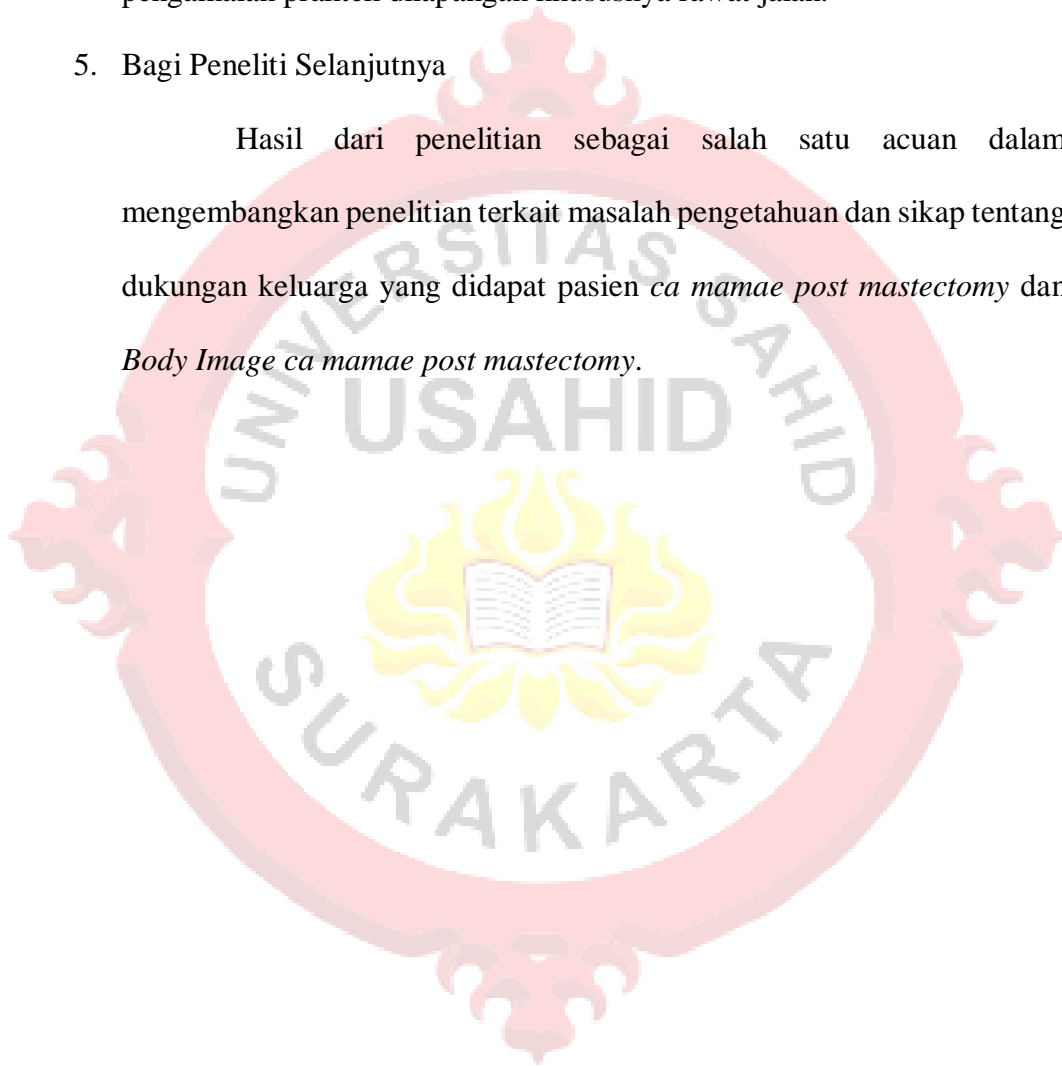 5. Bagi Peneliti Selanjutnya
Hasil dari penelitian sebagai salah satu acuan dalam
mengembangkan penelitian terkait masalah pengetahuan dan sikap tentang
dukungan keluarga yang didapat pasien ca mamae post mastectomy dan
Body Image ca mamae post mastectomy.
UNIVERSITAS SAHID
USAHID
SURAKARTA